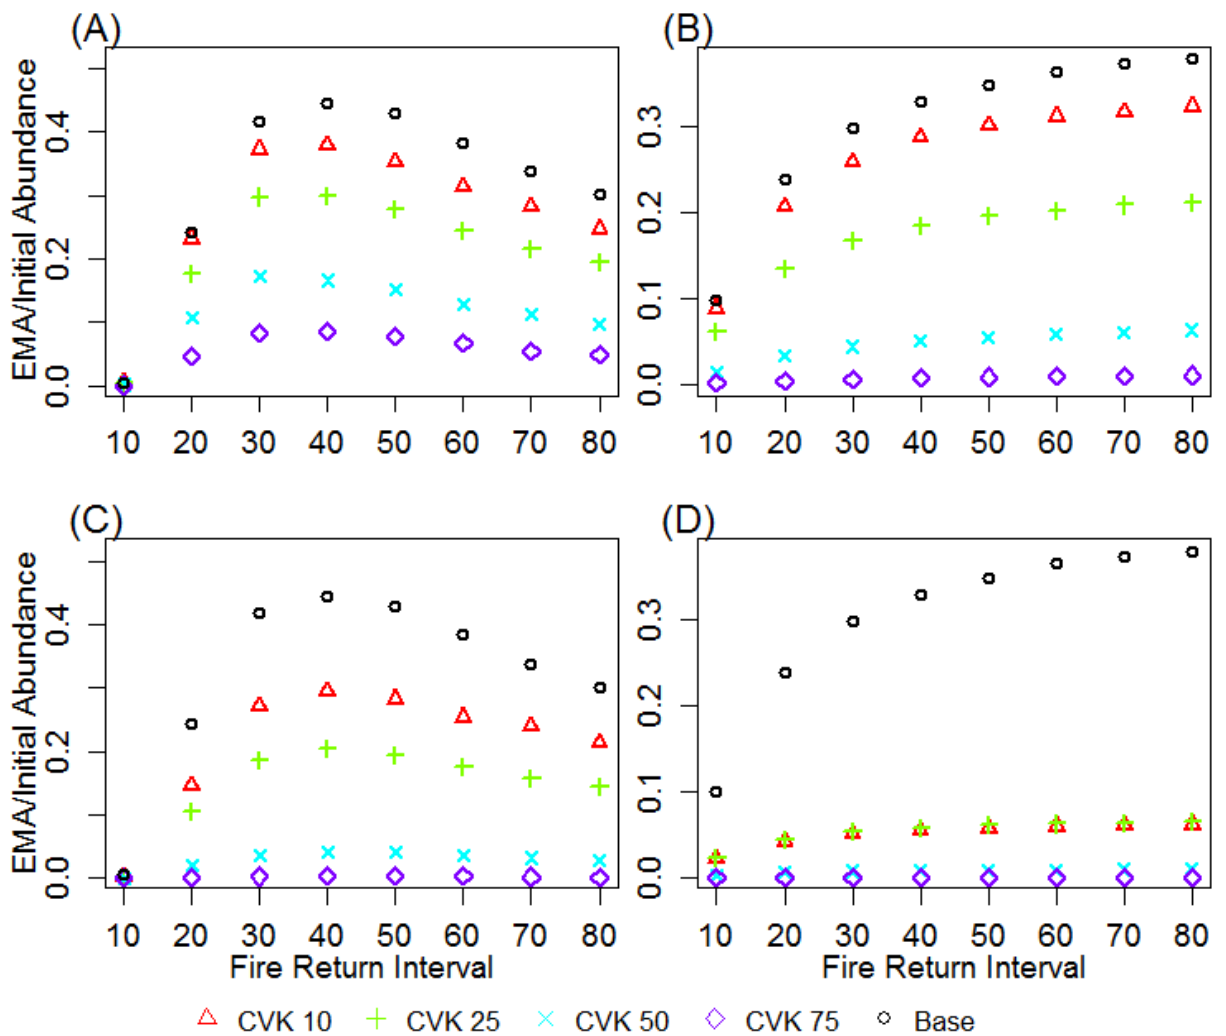 (A)
EMA/Initial Abundance
0.0 0.2 0.4
10 20 30 40 50 60 70 80
(B)
0.0 0.1 0.2 0.3
10 20 30 40 50 60 70 80
(C)
EMA/Initial Abundance
0.0 0.2 0.4
10 20 30 40 50 60 70 80
Fire Return Interval
(D)
0.0 0.1 0.2 0.3
10 20 30 40 50 60 70 80
Fire Return Interval
CVK 10 CVK 25 CVK 50 CVK 75 Base